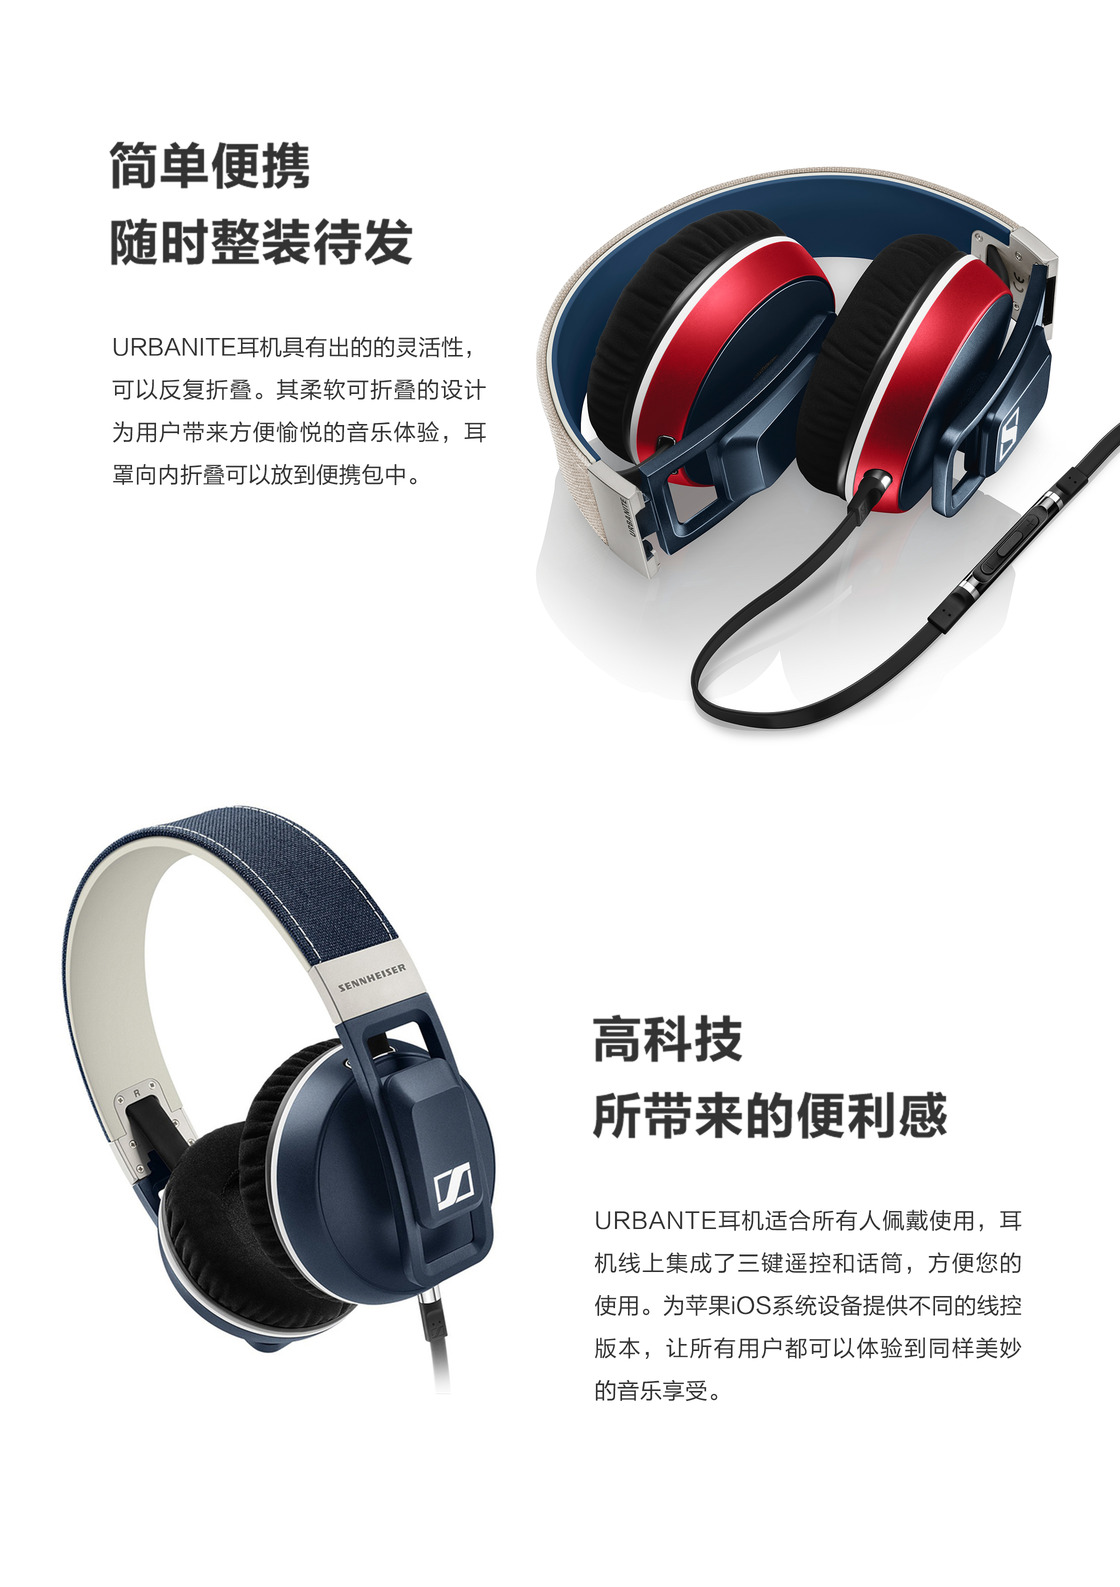 简单便携
随时整装待发
URBANITE耳机具有出的的灵活性，
可以反复折叠。其柔软可折叠的设计
为用户带来方便愉悦的音乐体验，耳
罩向内折叠可以放到便携包中。
URBANITE
CE
SENNHEISER
R
高科技
所带来的便利感
URBANTE耳机适合所有人佩戴使用，耳
机线上集成了三键遥控和话筒，方便您的
使用。为苹果iOS系统设备提供不同的线控
版本，让所有用户都可以体验到同样美妙
的音乐享受。